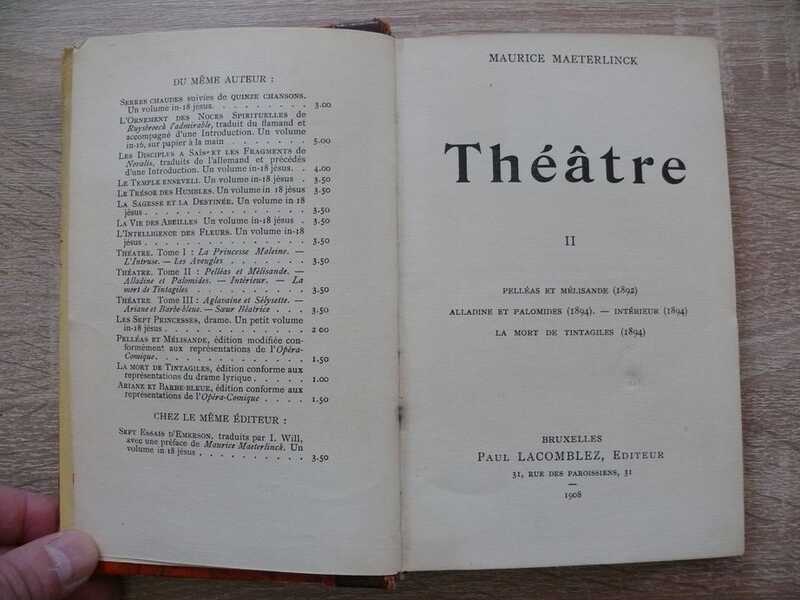 DU MÊME AUTEUR :
SERRES CHAUDES suivies de QUINZE CHANSONS.
Un volume in-18 jésus. . . . . . . . . 3.00
L'ORNEMENT DES NOCES SPIRITUELLES de
Ruysbroeck l'admirable, traduit du flamand et
accompagné d'une Introduction. Un volume
in-16, sur papier à la main . . . . . . . . 5.00
LES DISCIPLES A SAÏS ET LES FRAGMENTS de
Novalis, traduits de l'allemand et précédés
d'une Introduction. Un volume in-18 jésus. . 4.00
LE TEMPLE ENSEVELI. Un volume in-18 jésus . 3.50
LE TRÉSOR DES HUMBLES. Un volume in-18 jésus 3.50
LA SAGESSE ET LA DESTINÉE. Un volume in 18
jésus . . . . . . . . . . . . . . 3.50
LA VIE DES ABEILLES Un volume in-18 jésus . 3.50
L'INTELLIGENCE DES FLEURS. Un volume in-18
jésus . . . . . . . . . . . . . . 3.50
THÉATRE. Tome I : La Princesse Maleine. —
L'Intruse. — Les Aveugles . . . . . . . 3.50
THÉATRE. Tome II : Pelléas et Mélisande. —
Alladine et Palomides. — Intérieur. — La
mort de Tintagiles . . . . . . . . . . 3.50
THÉATRE Tome III : Aglavaine et Sélysette. —
Ariane et Barbe-bleue. — Sœur Béatrice . . . 3.50
LES SEPT PRINCESSES, drame. Un petit volume
in-18 jésus . . . . . . . . . . . . 2 00
PELLÉAS ET MÉLISANDE, édition modifiée con-
formément aux représentations de l'Opéra-
Comique. . . . . . . . . . . . . . 1.50
LA MORT DE TINTAGILES, édition conforme aux
représentations du drame lyrique. . . . . 1.00
ARIANE ET BARBE-BLEUE, édition conforme aux
représentations de l'Opéra-Comique . . . . 1.50
CHEZ LE MÊME ÉDITEUR :
SEPT ESSAIS D'EMERSON, traduits par I. Will,
avec une préface de Maurice Maeterlinck. Un
volume in 18 jésus . . . . . . . . . . 3.50
MAURICE MAETERLINCK
Théâtre
II
PELLÉAS ET MÉLISANDE (1892)
ALLADINE ET PALOMIDES (1894). — INTÉRIEUR (1894)
LA MORT DE TINTAGILES (1894)
BRUXELLES
PAUL LACOMBLEZ, EDITEUR
31, RUE DES PAROISSIENS, 31
—
1908